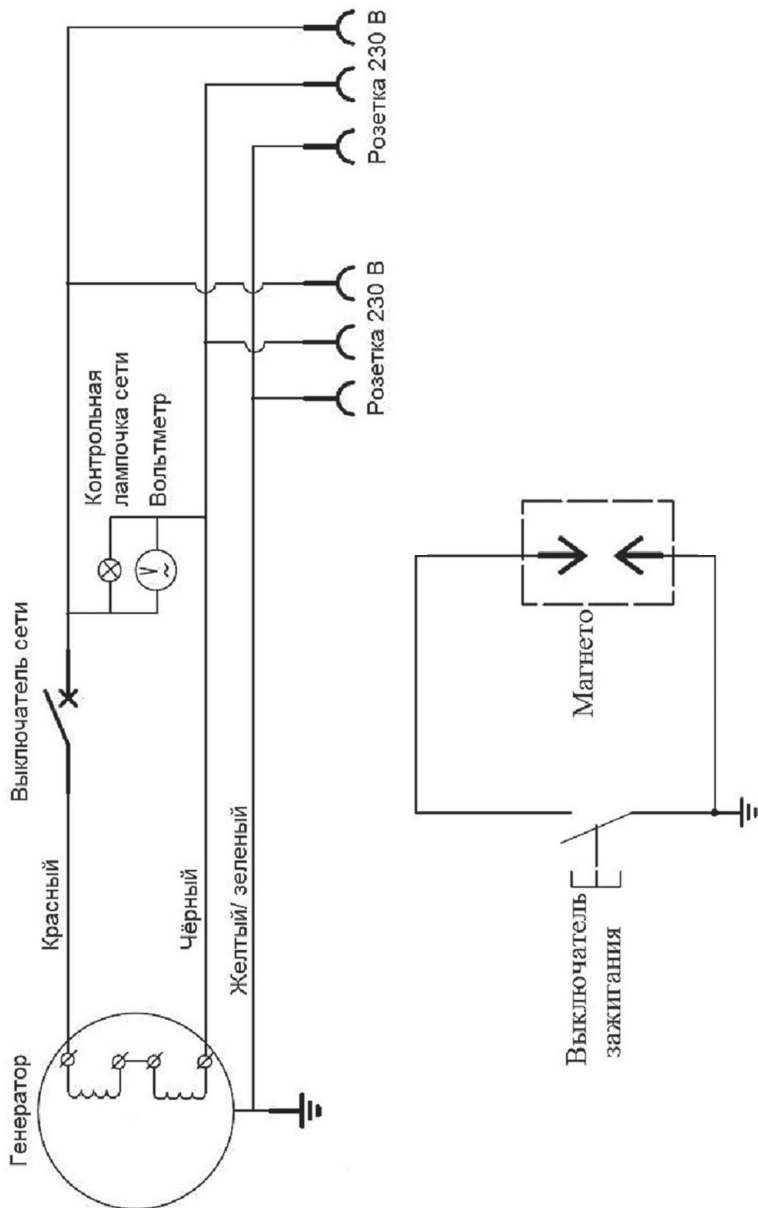 Генератор
Красный
Чёрный
Желтый/ зеленый
Выключатель сети
Контрольная
лампочка сети
Вольтметр
V
~
Розетка 230 В
Розетка 230 В
Выключатель
зажигания
Магнето